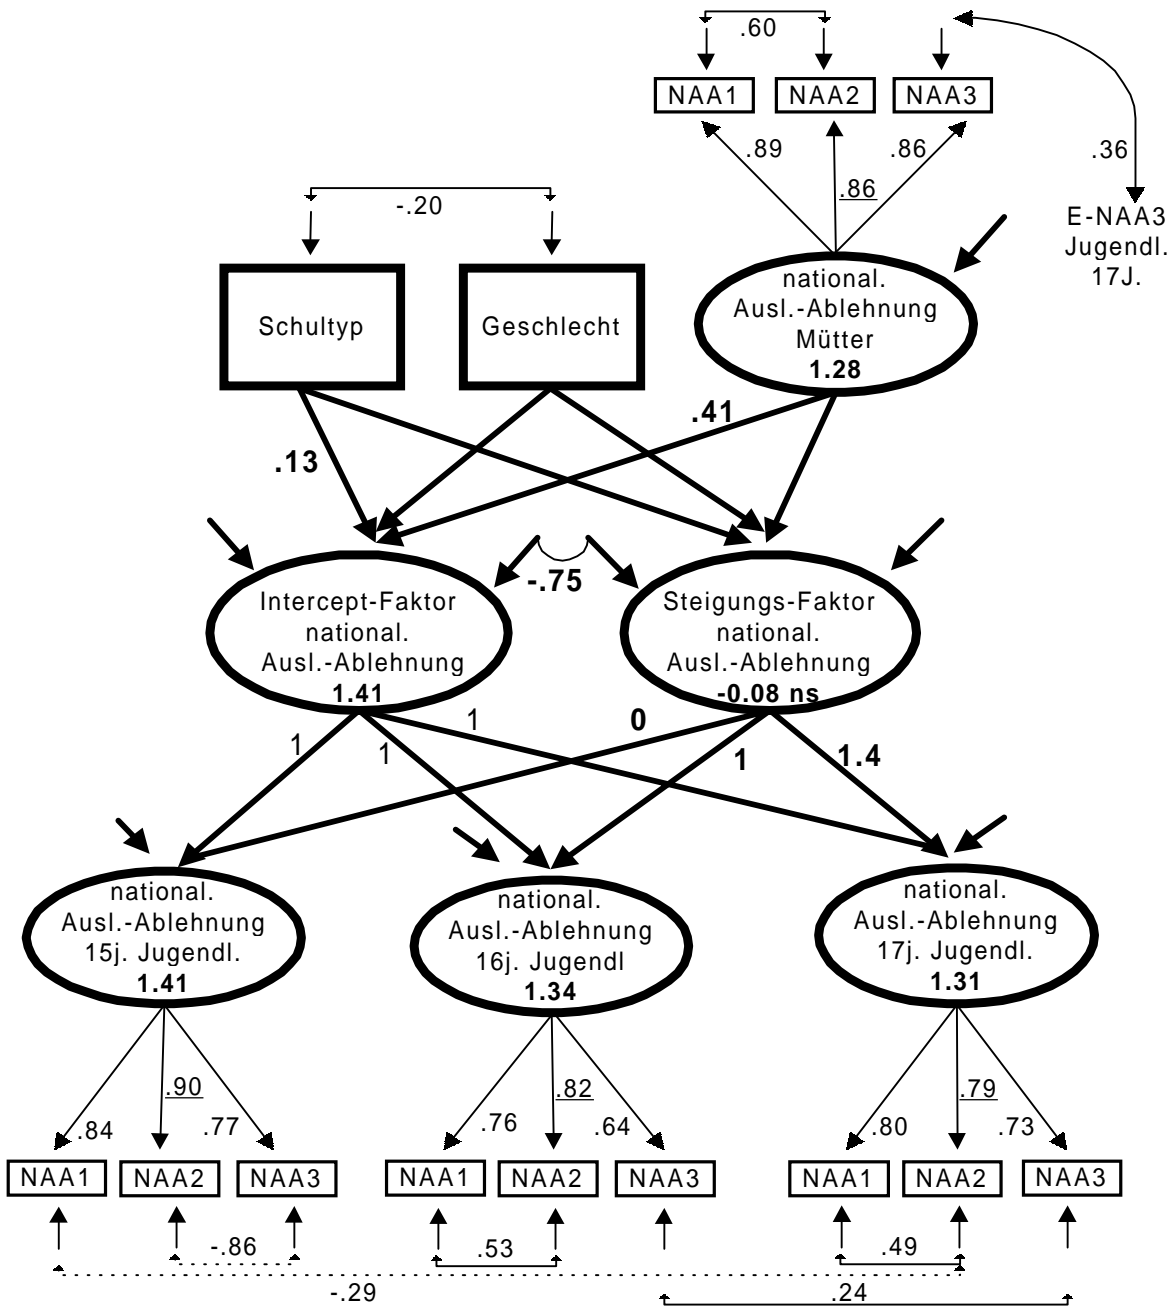 .60
NAA1
NAA2
NAA3
.89
.86
.86
.36
-.20
E-NAA3
Jugendl.
17J.
Schultyp
Geschlecht
national.
Ausl.-Ablehnung
Mütter
1.28
.13
.41
-.75
Intercept-Faktor
national.
Ausl.-Ablehnung
1.41
Steigungs-Faktor
national.
Ausl.-Ablehnung
-0.08 ns
1
1
1
0
1
1.4
national.
Ausl.-Ablehnung
15j. Jugendl.
1.41
national.
Ausl.-Ablehnung
16j. Jugendl
1.34
national.
Ausl.-Ablehnung
17j. Jugendl.
1.31
.84
.90
.77
.76
.82
.64
.80
.79
.73
NAA1
NAA2
NAA3
NAA1
NAA2
NAA3
NAA1
NAA2
NAA3
-.86
.53
.49
-.29
.24